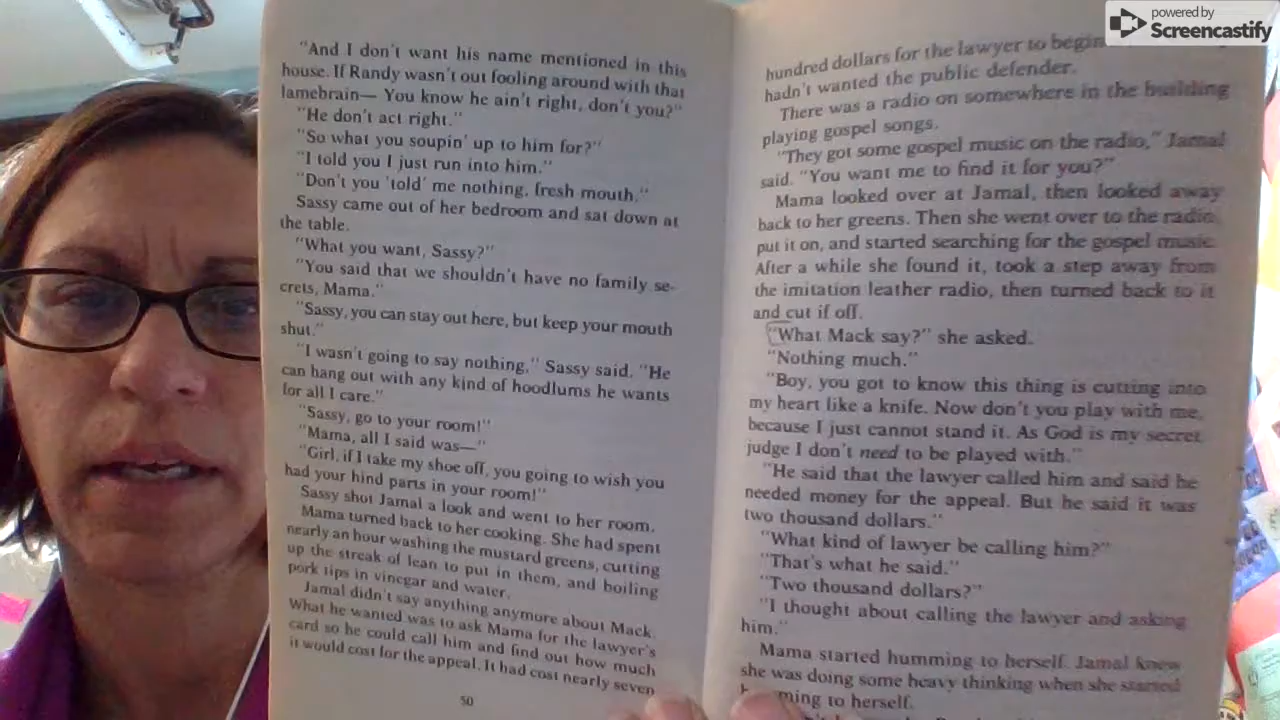 "And I don't want his name mentioned in this
house. If Randy wasn't out fooling around with that
lamebrain— You know he ain't right, don't you?"
"He don't act right."
"So what you soupin' up to him for?"
"I told you I just run into him."
"Don't you 'told' me nothing, fresh mouth."
Sassy came out of her bedroom and sat down at
the table.
"What you want, Sassy?"
"You said that we shouldn't have no family se-
crets, Mama."
"Sassy, you can stay out here, but keep your mouth
shut."
"I wasn't going to say nothing," Sassy said. "He
can hang out with any kind of hoodlums he wants
for all I care."
"Sassy, go to your room!"
"Mama, all I said was—"
"Girl, if I take my shoe off, you going to wish you
had your hind parts in your room!"
Sassy shot Jamal a look and went to her room.
Mama turned back to her cooking. She had spent
nearly an hour washing the mustard greens, cutting
up the streak of lean to put in them, and boiling
pork tips in vinegar and water.
Jamal didn't say anything anymore about Mack.
What he wanted was to ask Mama for the lawyer's
card so he could call him and find out how much
it would cost for the appeal. It had cost nearly seven
50
hundred dollars for the lawyer to begin
hadn't wanted the public defender.
There was a radio on somewhere in the building
playing gospel songs.
"They got some gospel music on the radio," Jamal
said. "You want me to find it for you?"
Mama looked over at Jamal, then looked away
back to her greens. Then she went over to the radio,
put it on, and started searching for the gospel music.
After a while she found it, took a step away from
the imitation leather radio, then turned back to it
and cut if off.
"What Mack say?" she asked.
"Nothing much."
"Boy, you got to know this thing is cutting into
my heart like a knife. Now don't you play with me,
because I just cannot stand it. As God is my secret
judge I don't need to be played with."
"He said that the lawyer called him and said he
needed money for the appeal. But he said it was
two thousand dollars."
"What kind of lawyer be calling him?"
"That's what he said."
"Two thousand dollars?"
"I thought about calling the lawyer and asking
him."
Mama started humming to herself. Jamal knew
she was doing some heavy thinking when she started
to herself.
powered by
Screencastify